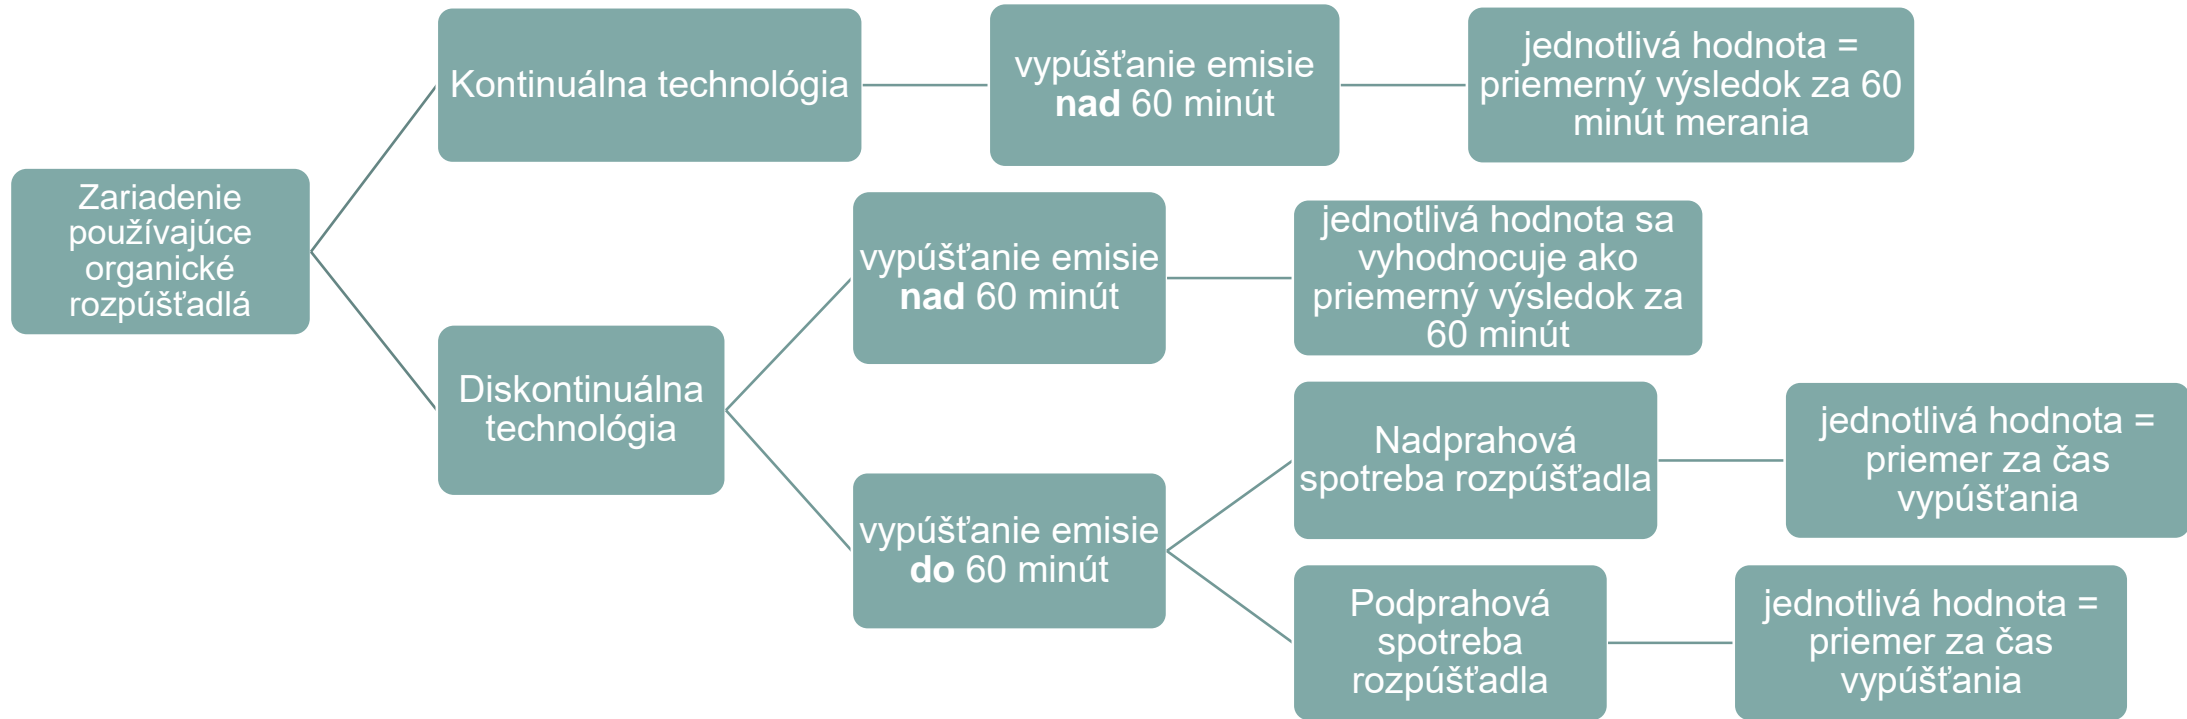 Zariadenie
používajúce
organické
rozpúšťadlá
Kontinuálna technológia
vypúšťanie emisie
nad 60 minút
jednotlivá hodnota =
priemerný výsledok za 60
minút merania
Diskontinuálna
technológia
vypúšťanie emisie
nad 60 minút
jednotlivá hodnota sa
vyhodnocuje ako
priemerný výsledok za
60 minút
vypúšťanie emisie
do 60 minút
Nadprahová
spotreba rozpúšťadla
jednotlivá hodnota =
priemer za čas
vypúšťania
Podprahová
spotreba
rozpúšťadla
jednotlivá hodnota =
priemer za čas
vypúšťania